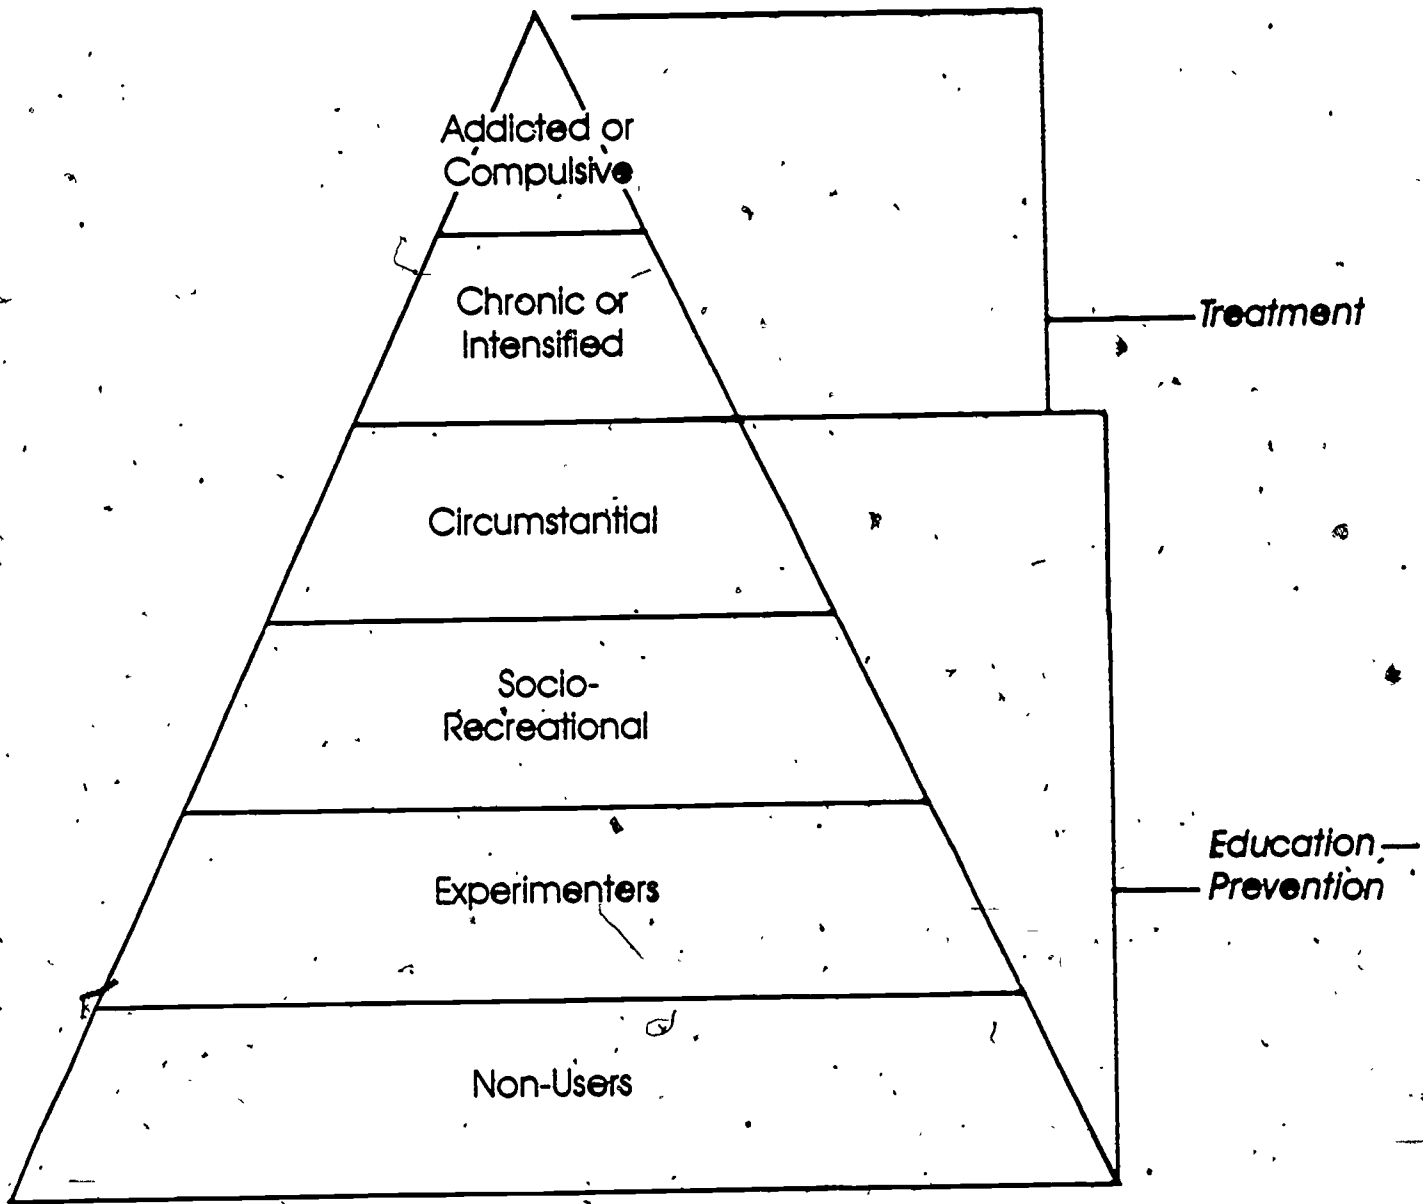 Addicted or
Compulsive
Chronic or
Intensified
Treatment
Circumstantial
Socio-
Recreational
Experimenters
Education —
Prevention
Non-Users